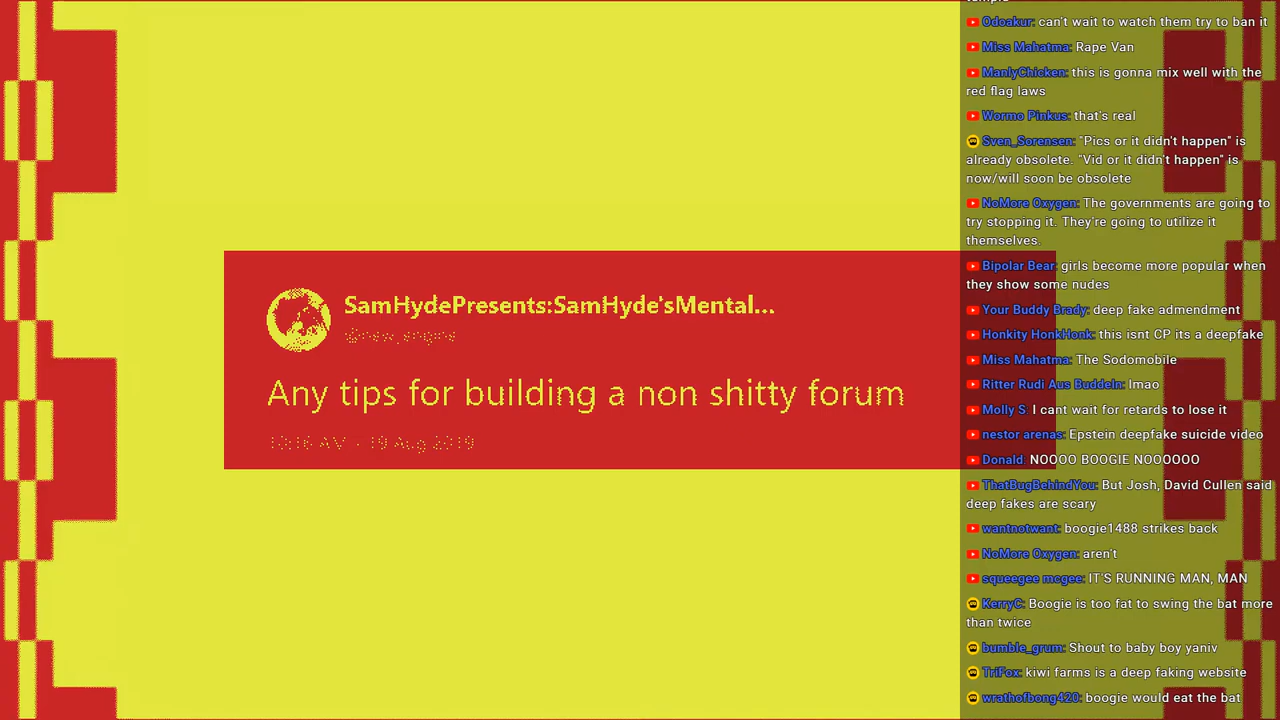 SamHydePresents:SamHyde'sMental...
@new_engine
Any tips for building a non shitty forum
10:16 AM - 19 Aug 2019
Odoakur: can't wait to watch them try to ban it
Miss Mahatma: Rape Van
ManlyChicken: this is gonna mix well with the
red flag laws
Wormo Pinkus: that's real
Sven_Sorensen: "Pics or it didn't happen" is
already obsolete. "Vid or it didn't happen" is
now/will soon be obsolete
NoMore Oxygen: The governments are going to
try stopping it. They're going to utilize it
themselves.
Bipolar Bear: girls become more popular when
they show some nudes
Your Buddy Brady: deep fake admendment
Honkity HonkHonk: this isnt CP its a deepfake
Miss Mahatma: The Sodomobile
Ritter Rudi Aus Buddeln: lmao
Molly S.: I cant wait for retards to lose it
nestor arenas: Epstein deepfake suicide video
Donald: NOOOO BOOGIE NOOOOOO
ThatBugBehindYou: But Josh, David Cullen said
deep fakes are scary
wantnotwant: boogie1488 strikes back
NoMore Oxygen: aren't
squeegee mcgee: IT'S RUNNING MAN, MAN
KerryC: Boogie is too fat to swing the bat more
than twice
bumble_grum: Shout to baby boy yaniv
TriFox: kiwi farms is a deep faking website
wrathofbong420: boogie would eat the bat